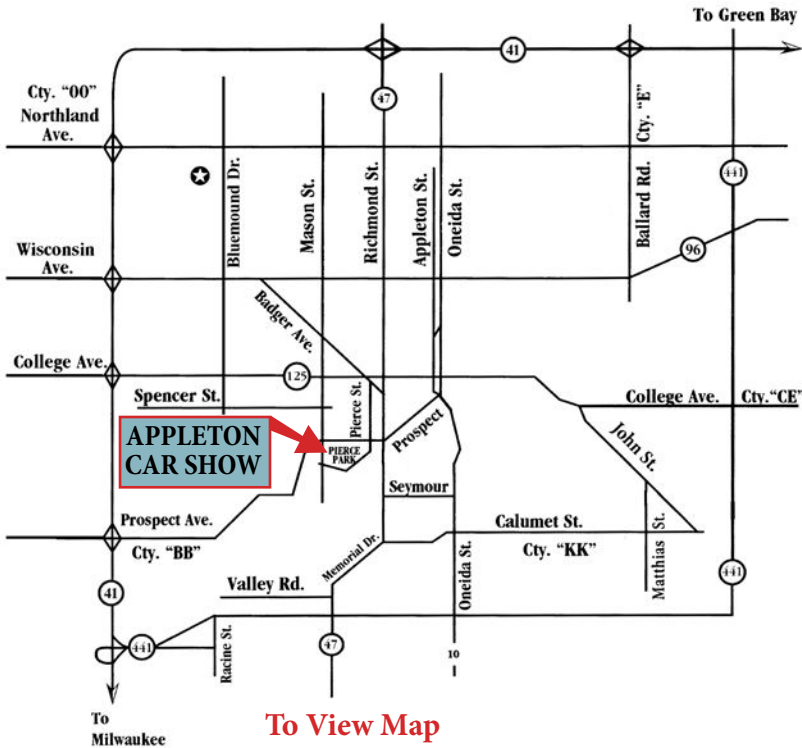 To Green Bay
41
Cty. "OO"
Northland
Ave.
47
Cty. "E"
441
Bluemound Dr.
Mason St.
Richmond St.
Appleton St.
Oneida St.
Ballard Rd.
96
Wisconsin
Ave.
Badger Ave.
College Ave.
125
Spencer St.
Pierce St.
College Ave.
Cty."CE"
APPLETON
CAR SHOW
PIERCE
PARK
Prospect
John St.
Seymour
Prospect Ave.
Cty. "BB"
Calumet St.
Cty. "KK"
Matthias St.
Memorial Dr.
Oneida St.
441
41
Valley Rd.
441
Racine St.
47
10
To
Milwaukee
To View Map